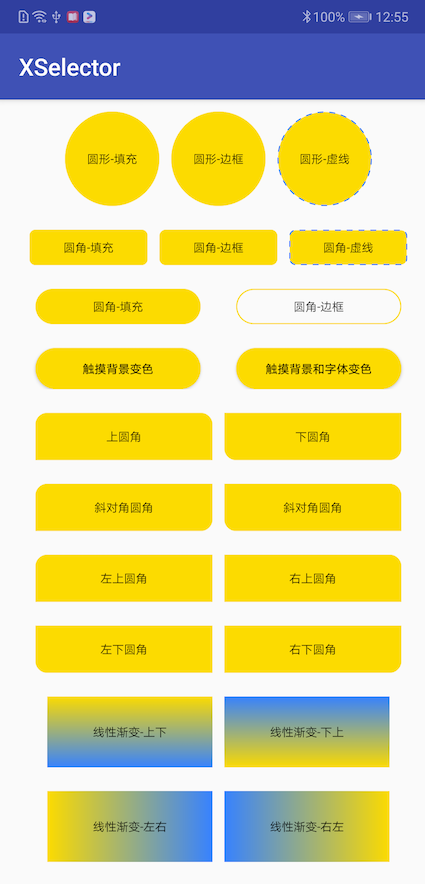 100% 12:55
XSelector
圆形-填充 圆形-边框 圆形-虚线
圆角-填充 圆角-边框 圆角-虚线
圆角-填充 圆角-边框
触摸背景变色 触摸背景和字体变色
上圆角 下圆角
斜对角圆角 斜对角圆角
左上圆角 右上圆角
左下圆角 右下圆角
线性渐变-上下 线性渐变-下上
线性渐变-左右 线性渐变-右左